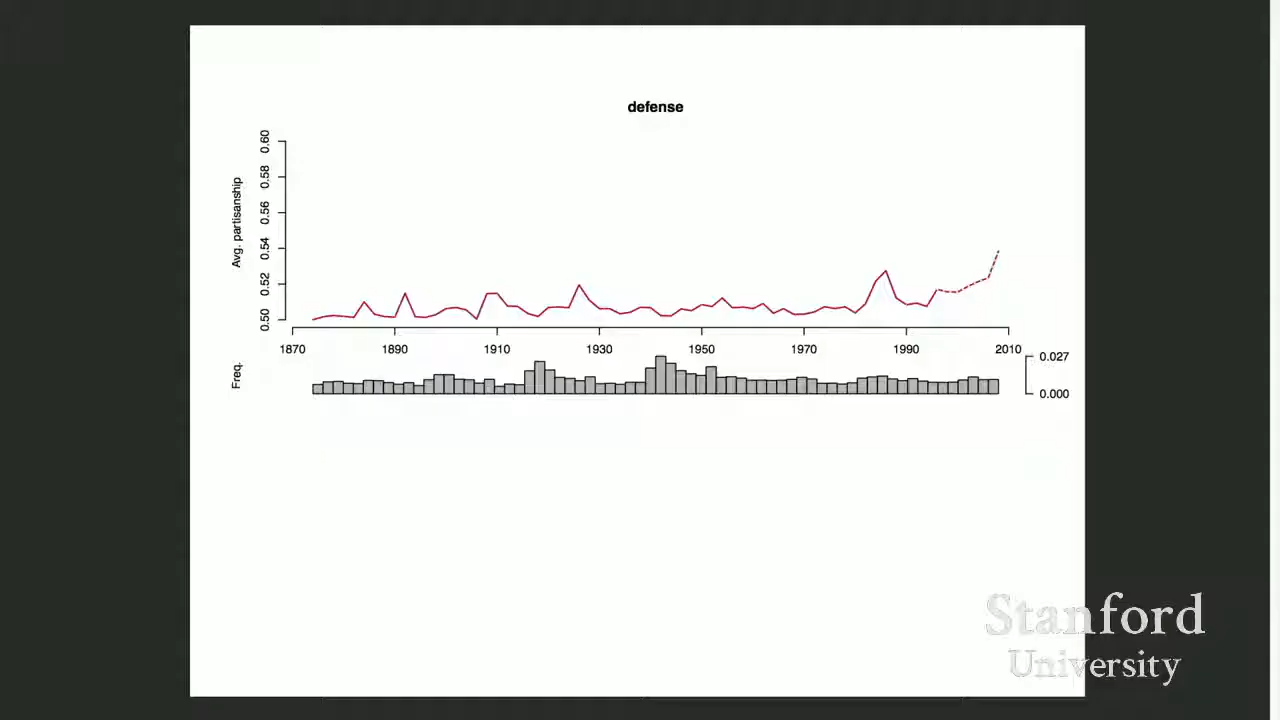 defense
Avg. partisanship
0.60
0.58
0.56
0.54
0.52
0.50
1870 1890 1910 1930 1950 1970 1990 2010
Freq.
0.027
0.000
Stanford
University